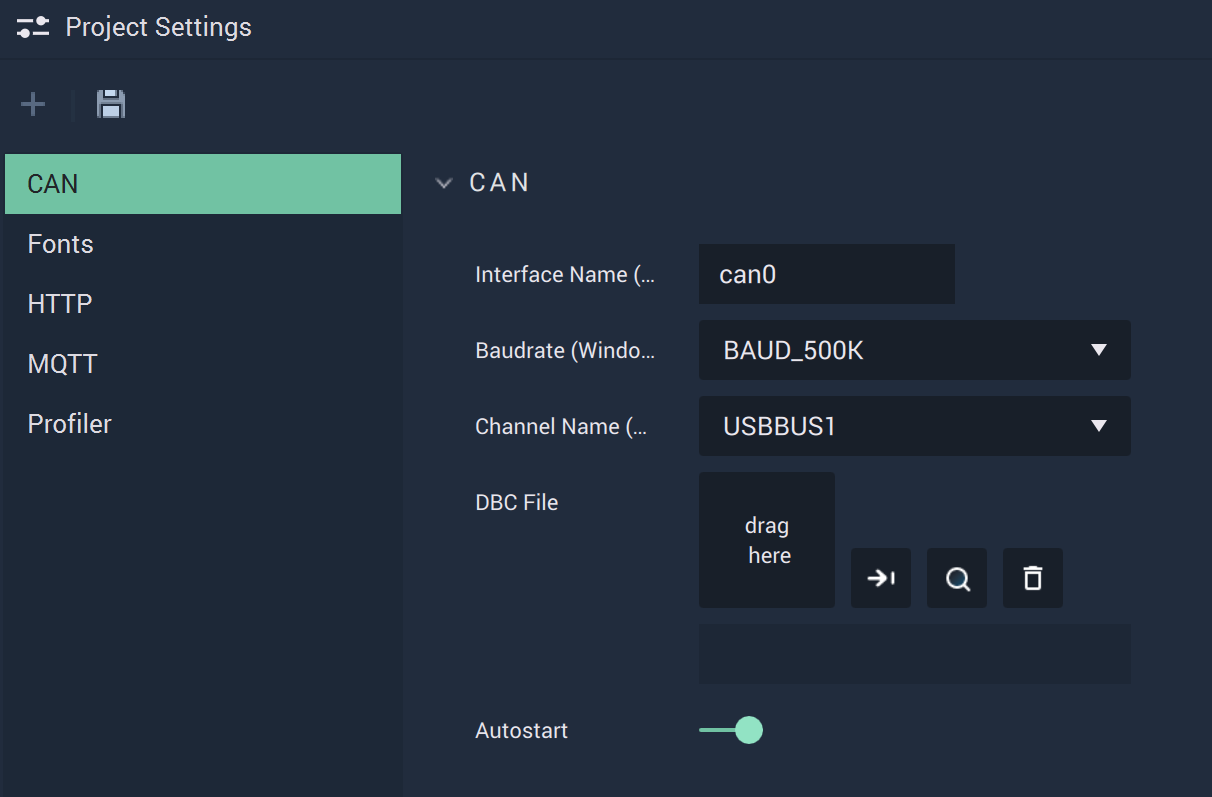 Project Settings
CAN
Fonts
HTTP
MQTT
Profiler
CAN
Interface Name (...
can0
Baudrate (Windo...
BAUD_500K
Channel Name (...
USBBUS1
DBC File
drag
here
Autostart